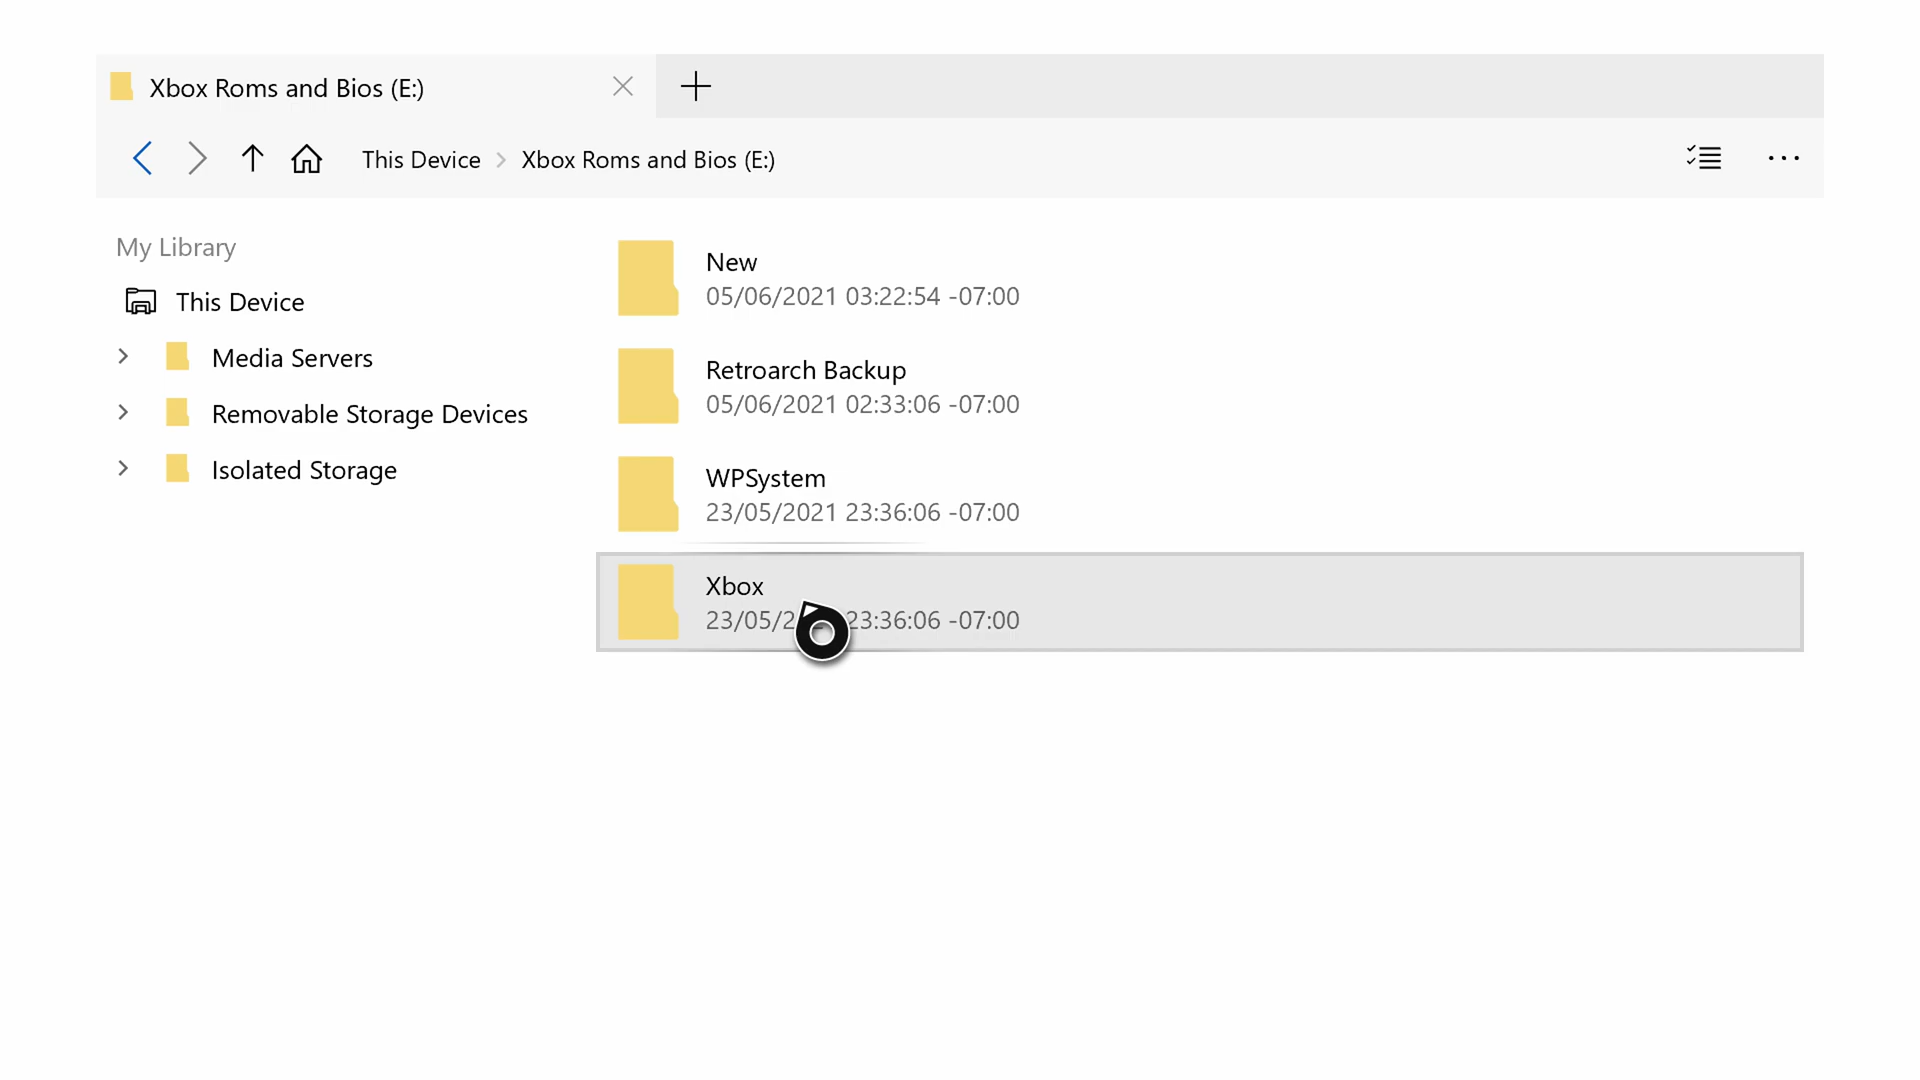 Xbox Roms and Bios (E:)
This Device
Xbox Roms and Bios (E:)
My Library
This Device
Media Servers
Removable Storage Devices
Isolated Storage
New
05/06/2021 03:22:54 -07:00
Retroarch Backup
05/06/2021 02:33:06 -07:00
WPSystem
23/05/2021 23:36:06 -07:00
Xbox
23:36:06 -07:00